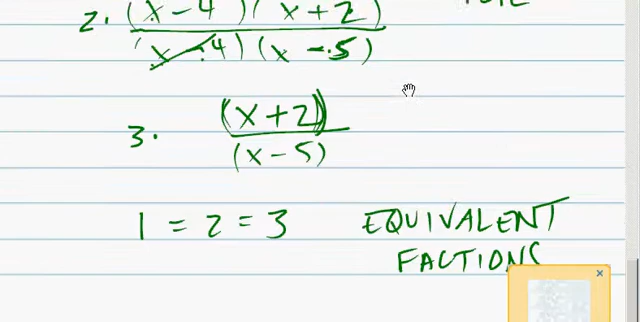 2. (x - 4)(x + 2)
(x - 4)(x - 5)
3. (x + 2)
(x - 5)
1 = 2 = 3
EQUIVALENT
FACTIONS